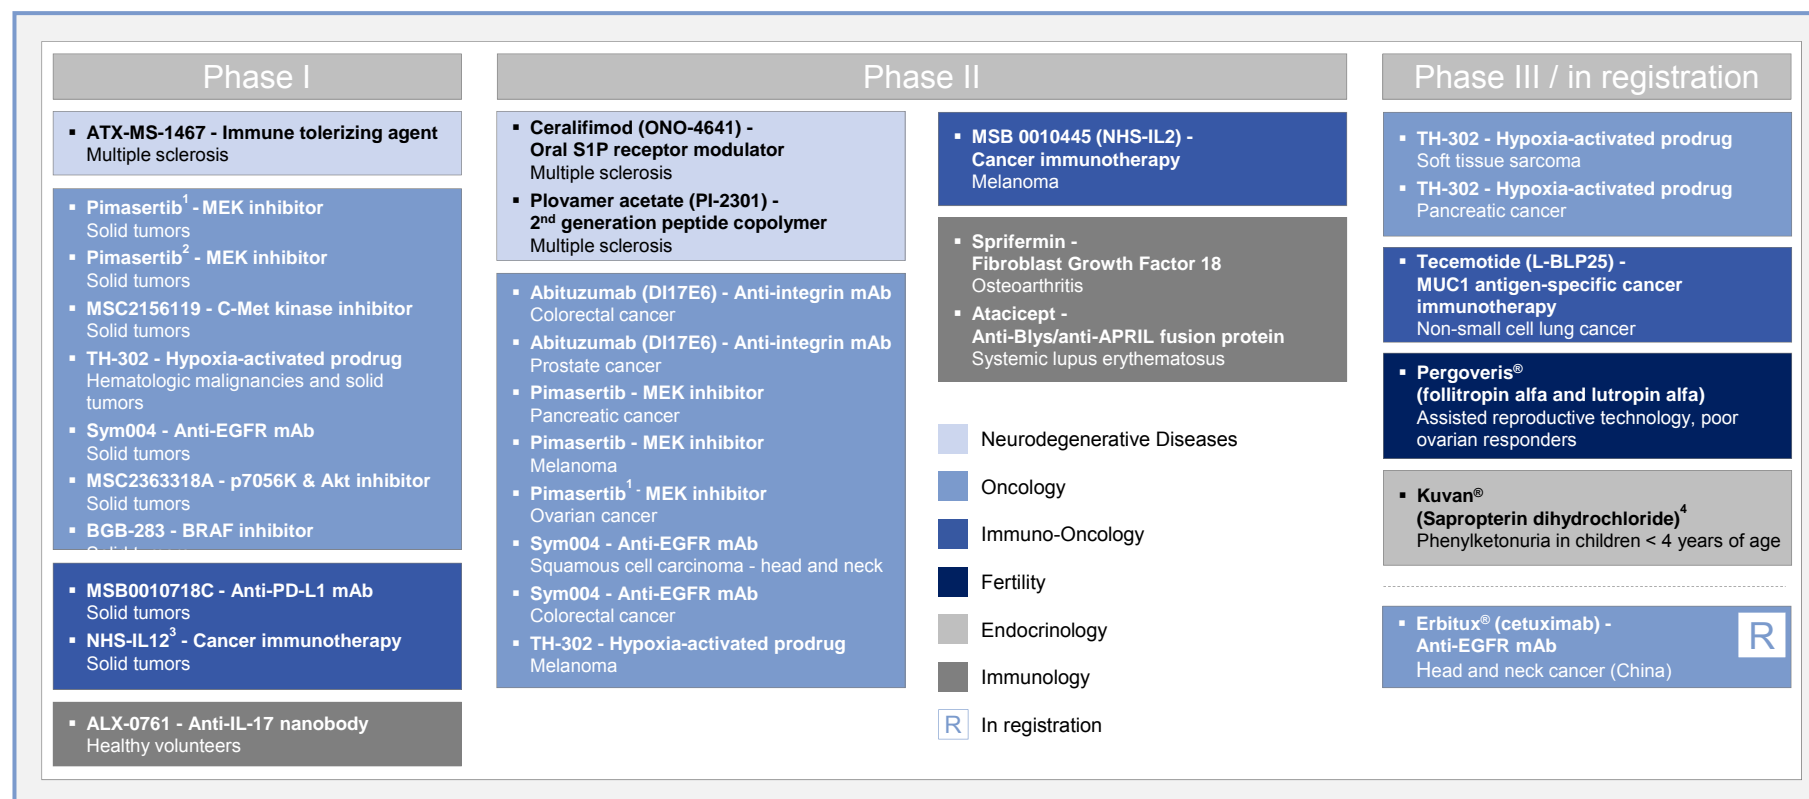 Phase I
ATX-MS-1467 - Immune tolerizing agent
Multiple sclerosis
Pimasertib1 - MEK inhibitor
Solid tumors
Pimasertib2 - MEK inhibitor
Solid tumors
MSC2156119 - C-Met kinase inhibitor
Solid tumors
TH-302 - Hypoxia-activated prodrug
Hematologic malignancies and solid
tumors
Sym004 - Anti-EGFR mAb
Solid tumors
MSC2363318A - p7056K & Akt inhibitor
Solid tumors
BGB-283 - BRAF inhibitor
MSB0010718C - Anti-PD-L1 mAb
Solid tumors
NHS-IL123 - Cancer immunotherapy
Solid tumors
ALX-0761 - Anti-IL-17 nanobody
Healthy volunteers
Phase II
Ceralifimod (ONO-4641) -
Oral S1P receptor modulator
Multiple sclerosis
Plovamer acetate (PI-2301) -
2nd generation peptide copolymer
Multiple sclerosis
Abituzumab (DI17E6) - Anti-integrin mAb
Colorectal cancer
Abituzumab (DI17E6) - Anti-integrin mAb
Prostate cancer
Pimasertib - MEK inhibitor
Pancreatic cancer
Pimasertib - MEK inhibitor
Melanoma
Pimasertib1 - MEK inhibitor
Ovarian cancer
Sym004 - Anti-EGFR mAb
Squamous cell carcinoma - head and neck
Sym004 - Anti-EGFR mAb
Colorectal cancer
TH-302 - Hypoxia-activated prodrug
Melanoma
MSB 0010445 (NHS-IL2) -
Cancer immunotherapy
Melanoma
Sprifermin -
Fibroblast Growth Factor 18
Osteoarthritis
Atacicept -
Anti-Blys/anti-APRIL fusion protein
Systemic lupus erythematosus
Neurodegenerative Diseases
Oncology
Immuno-Oncology
Fertility
Endocrinology
Immunology
R In registration
Phase III / in registration
TH-302 - Hypoxia-activated prodrug
Soft tissue sarcoma
TH-302 - Hypoxia-activated prodrug
Pancreatic cancer
Tecemotide (L-BLP25) -
MUC1 antigen-specific cancer
immunotherapy
Non-small cell lung cancer
Pergoveris®
(follitropin alfa and lutropin alfa)
Assisted reproductive technology, poor
ovarian responders
Kuvan®
(Sapropterin dihydrochloride)4
Phenylketonuria in children < 4 years of age
Erbitux® (cetuximab) -
Anti-EGFR mAb
Head and neck cancer (China)
R